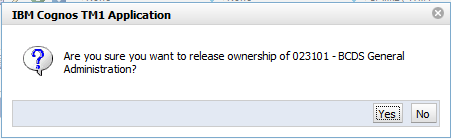 IBM Cognos TM1 Application
Are you sure you want to release ownership of 023101 - BCDS General
Administration?
Yes
No